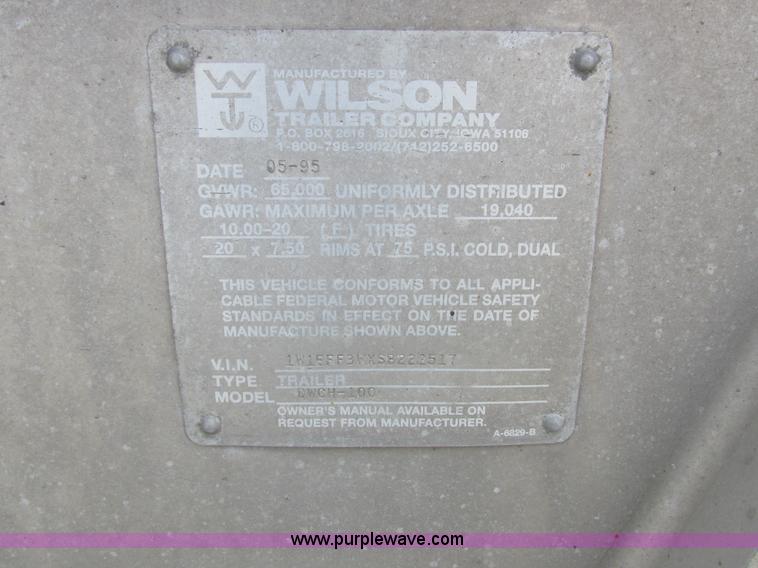 MANUFACTURED BY
WILSON
TRAILER COMPANY
P.O. BOX 2616 SIOUX CITY, IOWA 51106
1-800-798-2002/(712)252-6500
DATE 05-95
GVWR: 65,000 UNIFORMLY DISTRIBUTED
GAWR: MAXIMUM PER AXLE 19,040
10.00-20 (F) TIRES
20 x 7.50 RIMS AT 75 P.S.I. COLD, DUAL
THIS VEHICLE CONFORMS TO ALL APPLI-
CABLE FEDERAL MOTOR VEHICLE SAFETY
STANDARDS IN EFFECT ON THE DATE OF
MANUFACTURE SHOWN ABOVE.
V.I.N.
TYPE TRAILER
MODEL DWCH-100
OWNER'S MANUAL AVAILABLE ON
REQUEST FROM MANUFACTURER.
A-6829-B
www.purplewave.com